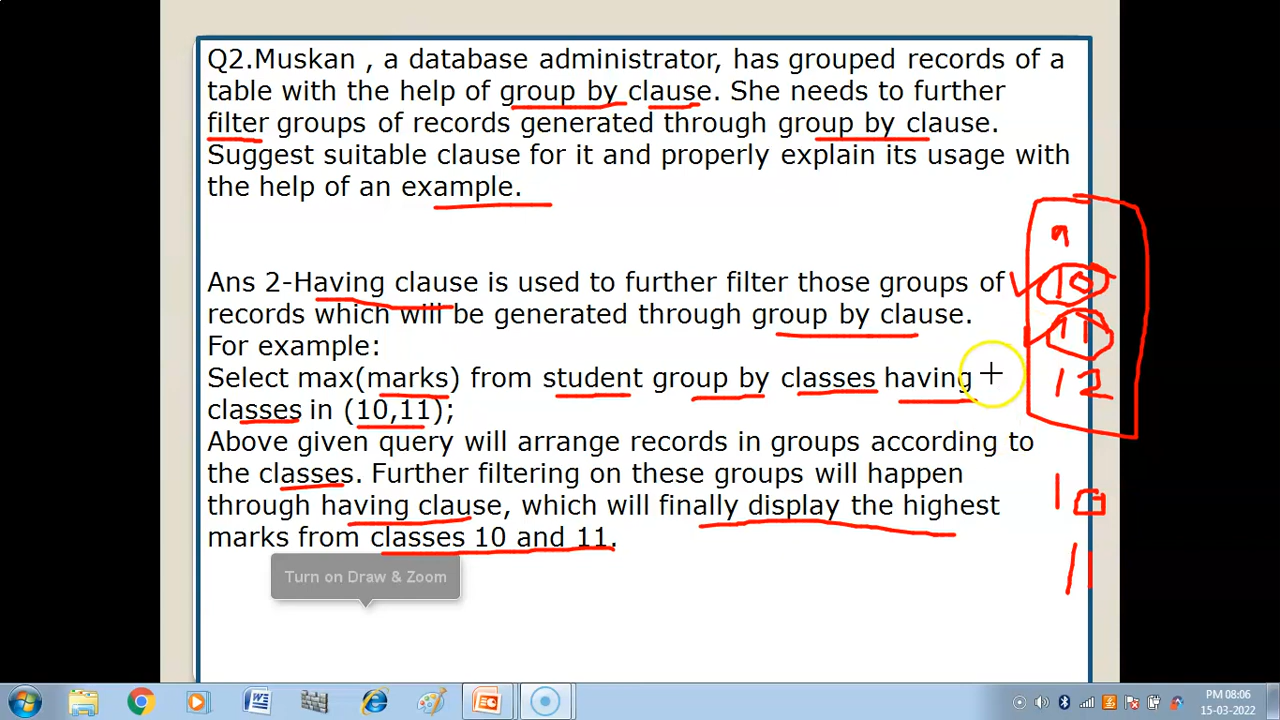 Q2.Muskan , a database administrator, has grouped records of a
table with the help of group by clause. She needs to further
filter groups of records generated through group by clause.
Suggest suitable clause for it and properly explain its usage with
the help of an example.
9
Ans 2-Having clause is used to further filter those groups of
10
records which will be generated through group by clause.
11
For example:
Select max(marks) from student group by classes having
12
classes in (10,11);
Above given query will arrange records in groups according to
the classes. Further filtering on these groups will happen
through having clause, which will finally display the highest
10
marks from classes 10 and 11.
11
Turn on Draw & Zoom
PM 08:06
15-03-2022